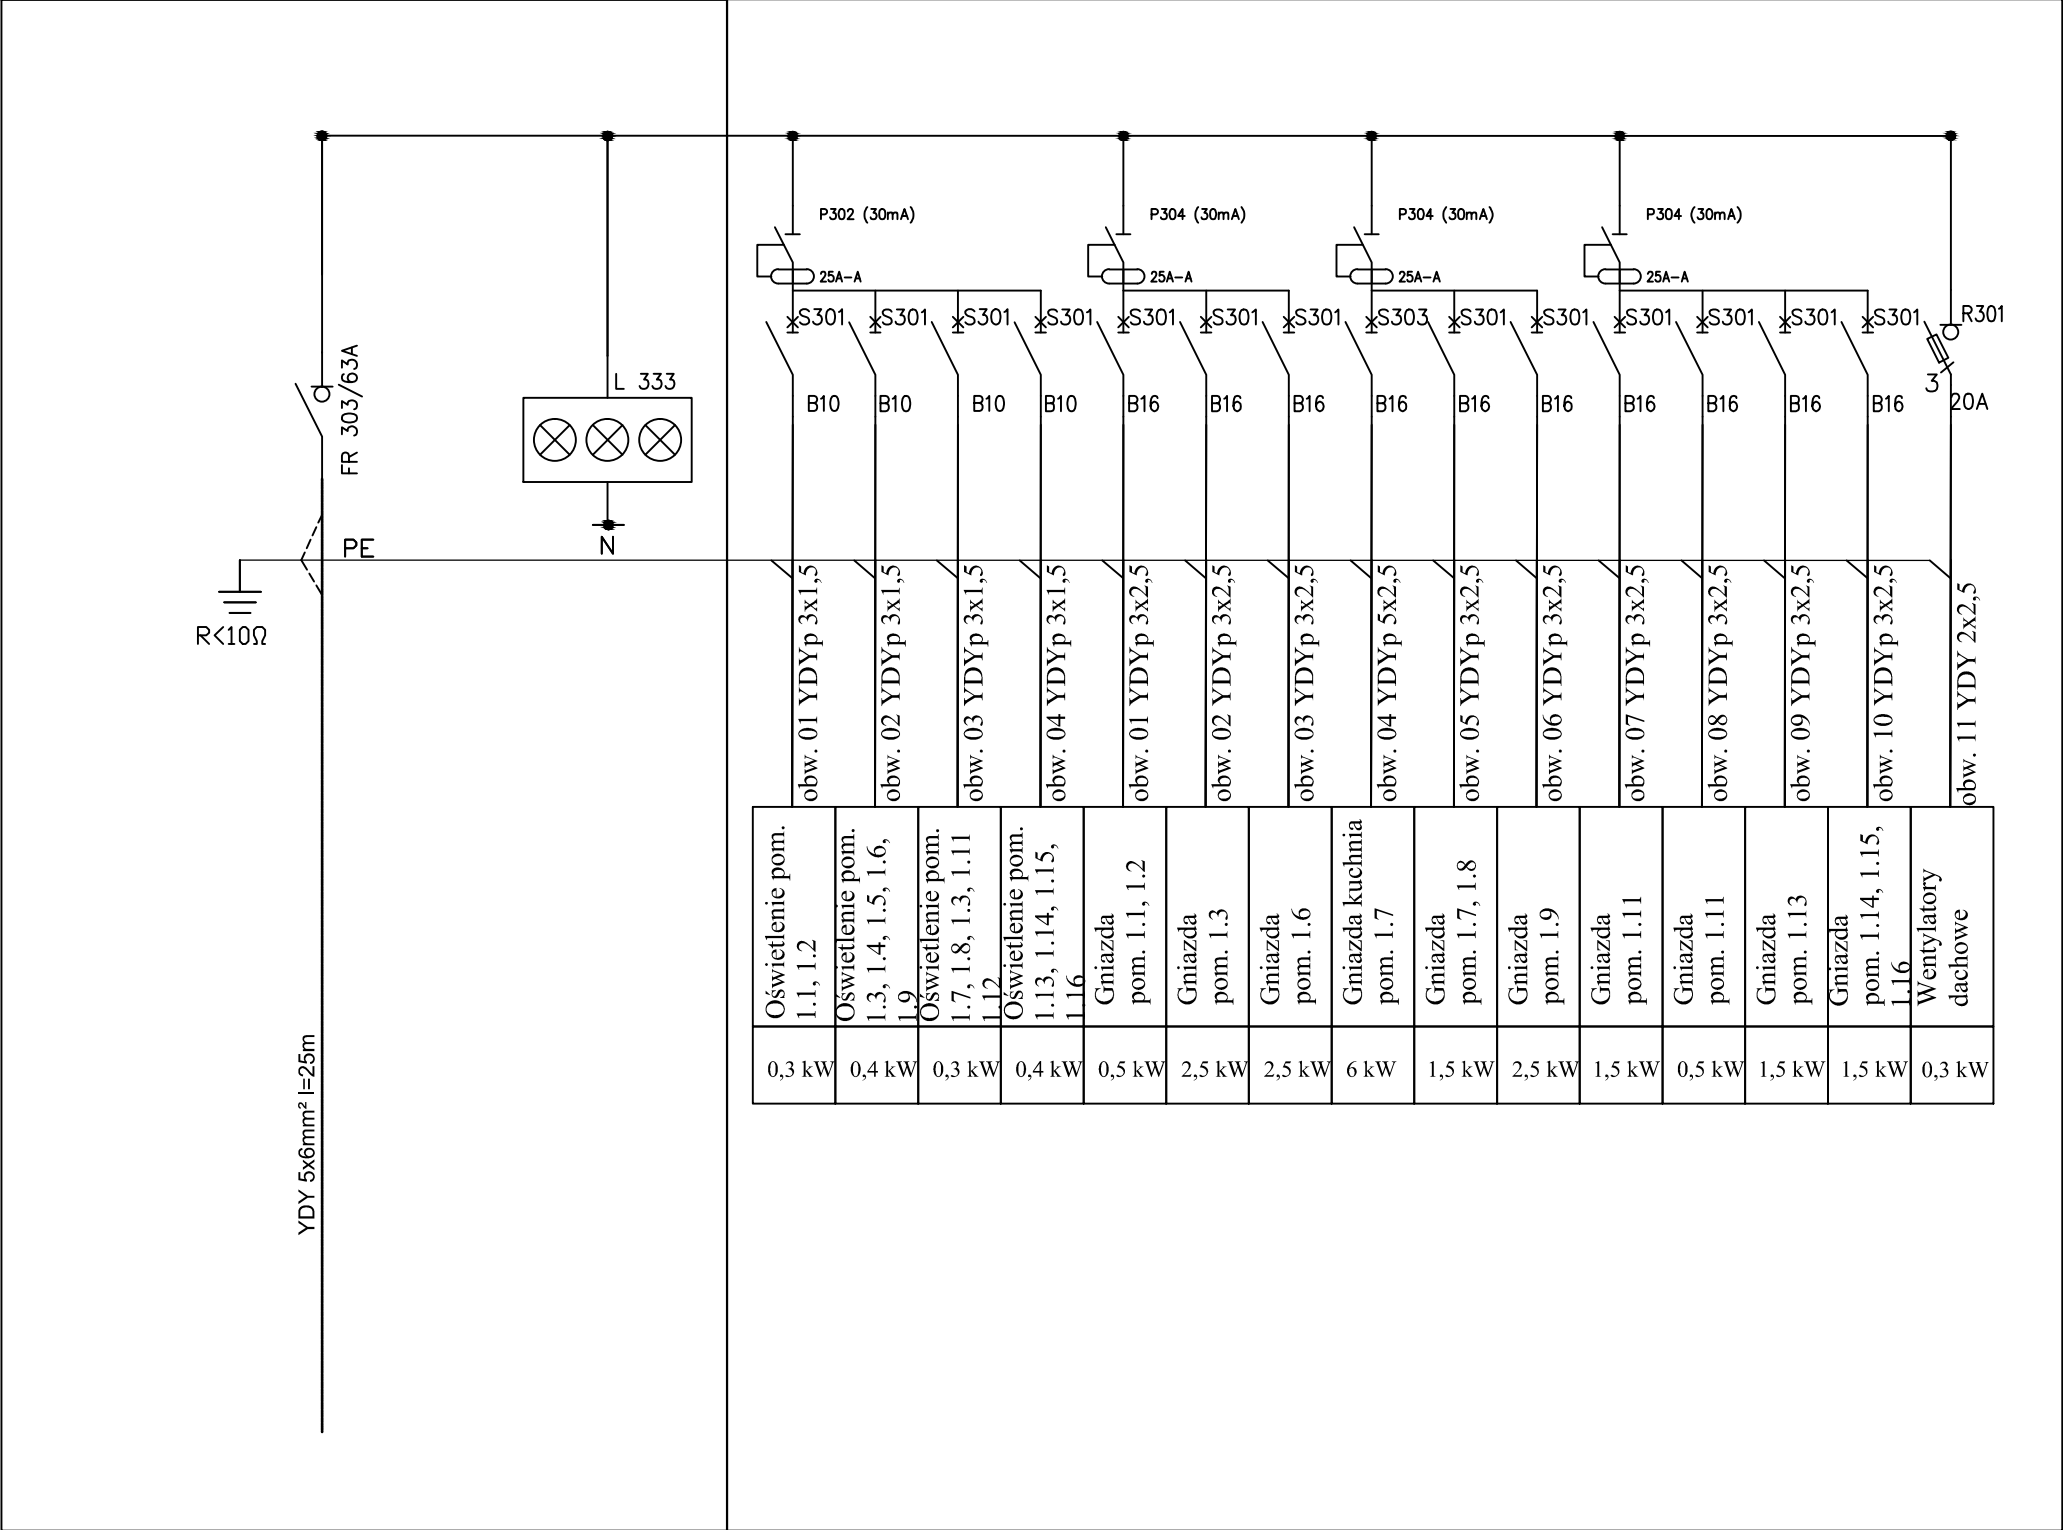 P302 (30mA)
P304 (30mA)
P304 (30mA)
P304 (30mA)
25A-A
25A-A
25A-A
25A-A
S301
S301
S301
S301
S301
S301
S301
S303
S301
S301
S301
S301
S301
S301
R301
FR 303/63A
L 333
3
20A
B10
B10
B10
B10
B16
B16
B16
B16
B16
B16
B16
B16
B16
B16
PE
N
R<10Ω
YDY 5x6mm² l=25m
obw. 01 YDYp 3x1,5
obw. 02 YDYp 3x1,5
obw. 03 YDYp 3x1,5
obw. 04 YDYp 3x1,5
obw. 01 YDYp 3x2,5
obw. 02 YDYp 3x2,5
obw. 03 YDYp 3x2,5
obw. 04 YDYp 5x2,5
obw. 05 YDYp 3x2,5
obw. 06 YDYp 3x2,5
obw. 07 YDYp 3x2,5
obw. 08 YDYp 3x2,5
obw. 09 YDYp 3x2,5
obw. 10 YDYp 3x2,5
obw. 11 YDY 2x2,5
Oświetlenie pom.
1.1, 1.2
Oświetlenie pom.
1.3, 1.4, 1.5, 1.6,
1.9
Oświetlenie pom.
1.7, 1.8, 1.3, 1.11
1.12
Oświetlenie pom.
1.13, 1.14, 1.15,
1.16
Gniazda
pom. 1.1, 1.2
Gniazda
pom. 1.3
Gniazda
pom. 1.6
Gniazda kuchnia
pom. 1.7
Gniazda
pom. 1.7, 1.8
Gniazda
pom. 1.9
Gniazda
pom. 1.11
Gniazda
pom. 1.11
Gniazda
pom. 1.13
Gniazda
pom. 1.14, 1.15,
1.16
Wentylatory
dachowe
0,3 kW
0,4 kW
0,3 kW
0,4 kW
0,5 kW
2,5 kW
2,5 kW
6 kW
1,5 kW
2,5 kW
1,5 kW
0,5 kW
1,5 kW
1,5 kW
0,3 kW